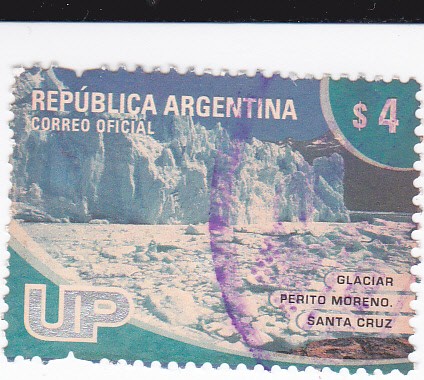 REPÚBLICA ARGENTINA
CORREO OFICIAL
$ 4
GLACIAR
PERITO MORENO.
SANTA CRUZ
UP